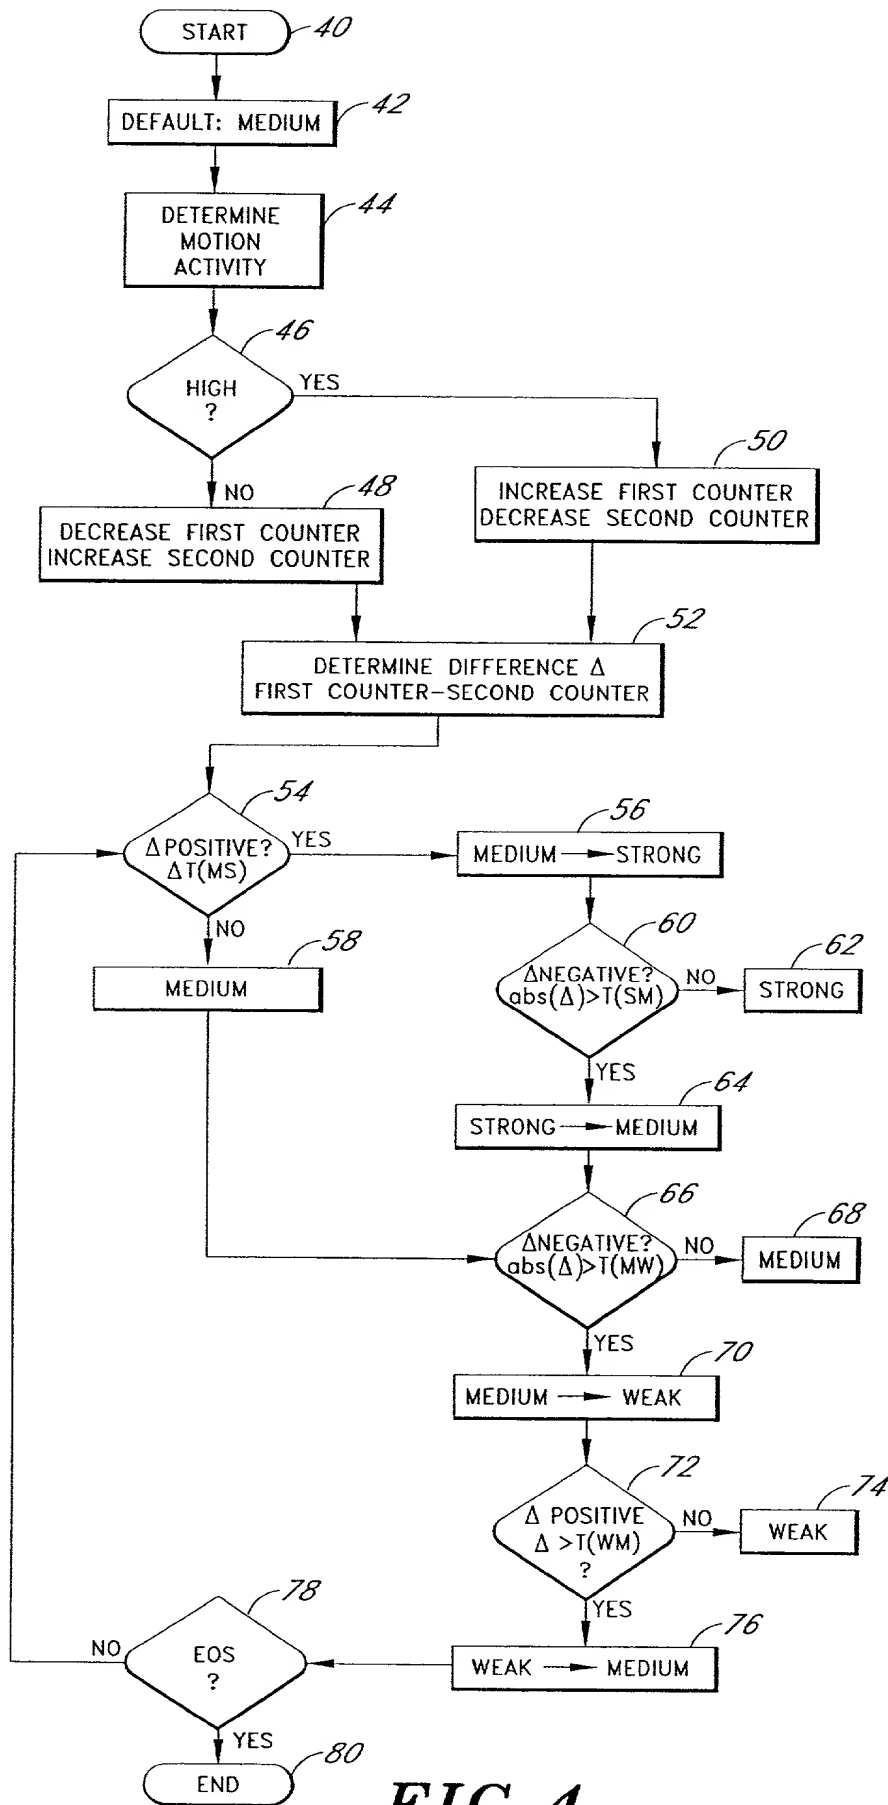 START
40
DEFAULT: MEDIUM
42
DETERMINE
MOTION
ACTIVITY
44
46
HIGH
?
YES
NO
48
DECREASE FIRST COUNTER
INCREASE SECOND COUNTER
50
INCREASE FIRST COUNTER
DECREASE SECOND COUNTER
52
DETERMINE DIFFERENCE Δ
FIRST COUNTER-SECOND COUNTER
54
Δ POSITIVE?
Δ T(MS)
YES
NO
56
MEDIUM → STRONG
58
MEDIUM
60
Δ NEGATIVE?
abs(Δ)>T(SM)
NO
YES
62
STRONG
64
STRONG → MEDIUM
66
Δ NEGATIVE?
abs(Δ)>T(MW)
NO
YES
68
MEDIUM
70
MEDIUM → WEAK
72
Δ POSITIVE
Δ >T(WM)
?
NO
YES
74
WEAK
76
WEAK → MEDIUM
78
EOS
?
NO
YES
80
END
FIG. 4